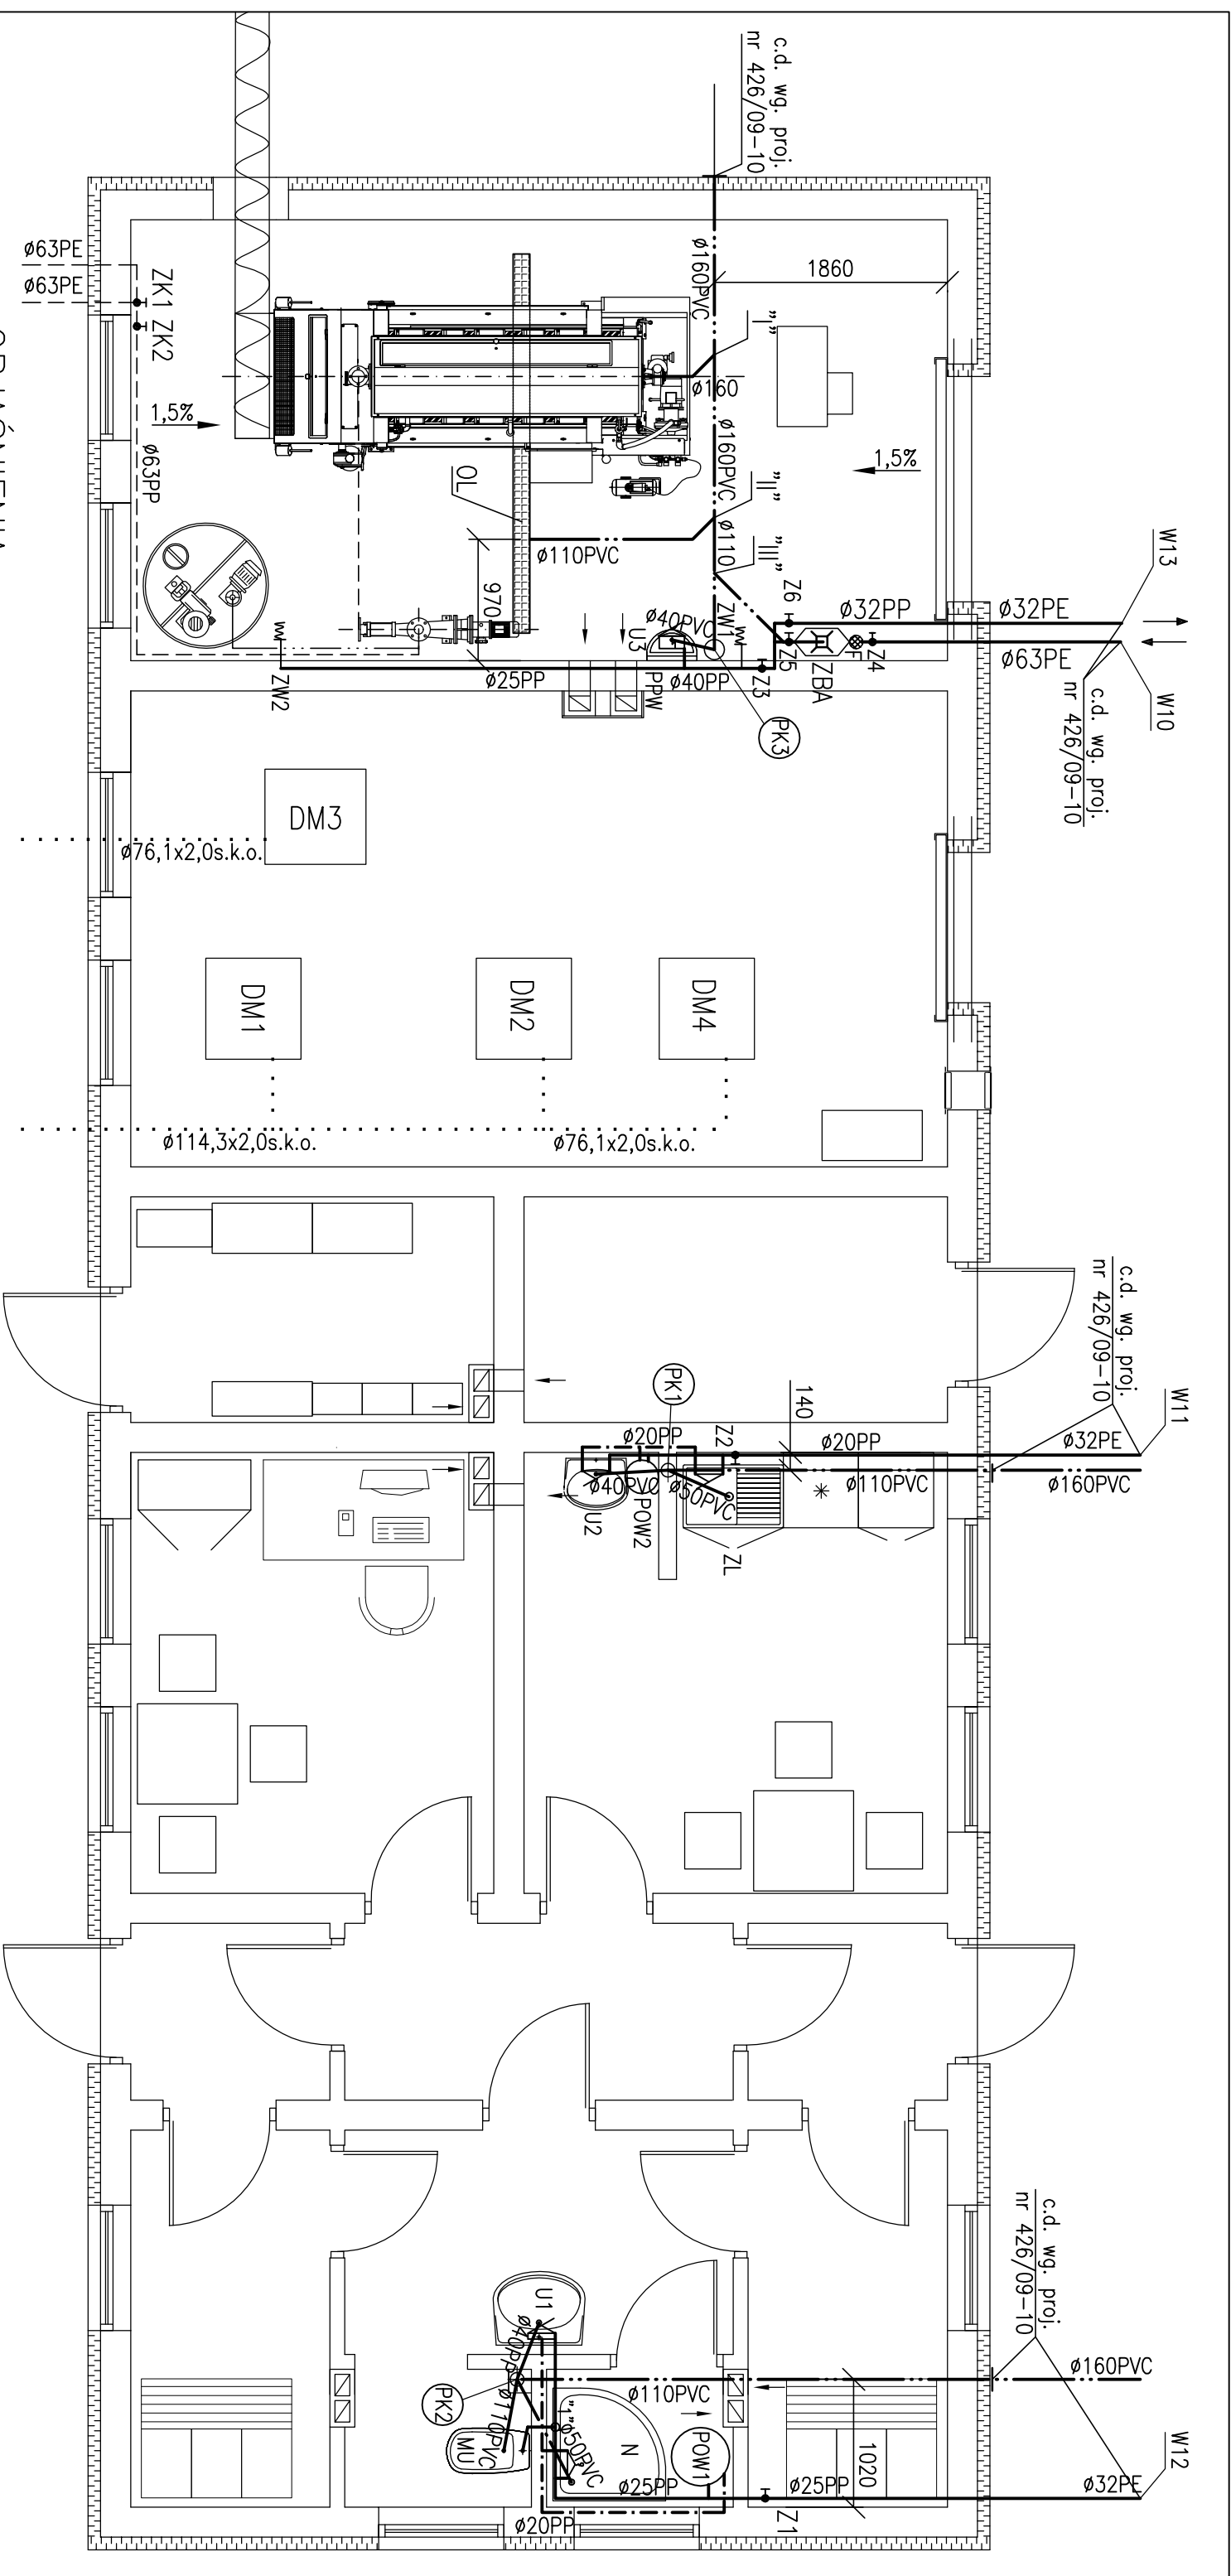 c.d. wg. proj.
nr 426/09-10
ø63PE
ø63PE
ZK1
ZK2
1,5%
ø63PP
ø160PVC
1860
"I"
ø160
ø160PVC
"II"
1,5%
OL
ø110PVC
970
ø110
"III"
ø40PVC
U3
ZW1
ZW2
ø25PP
ø40PP
PPW
Z3
Z5
Z6
ZBA
F
Z4
ø32PP
ø32PE
ø63PE
W13
W10
c.d. wg. proj.
nr 426/09-10
PK3
DM3
ø76,1x2,0s.k.o.
DM1
DM2
DM4
ø114,3x2,0s.k.o.
ø76,1x2,0s.k.o.
c.d. wg. proj.
nr 426/09-10
W11
PK1
140
ø20PP
Z2
ø20PP
ø32PE
ø40PVC
ø50PVC
ø110PVC
ø160PVC
U2
POW2
ZL
c.d. wg. proj.
nr 426/09-10
W12
U1
ø40PP
PK2
ø110PVC
MU
"1"
ø50PVC
N
ø110PVC
POW1
ø160PVC
1020
ø25PP
ø25PP
ø32PE
Z1
ø20PP
OBJAŚNIENIA